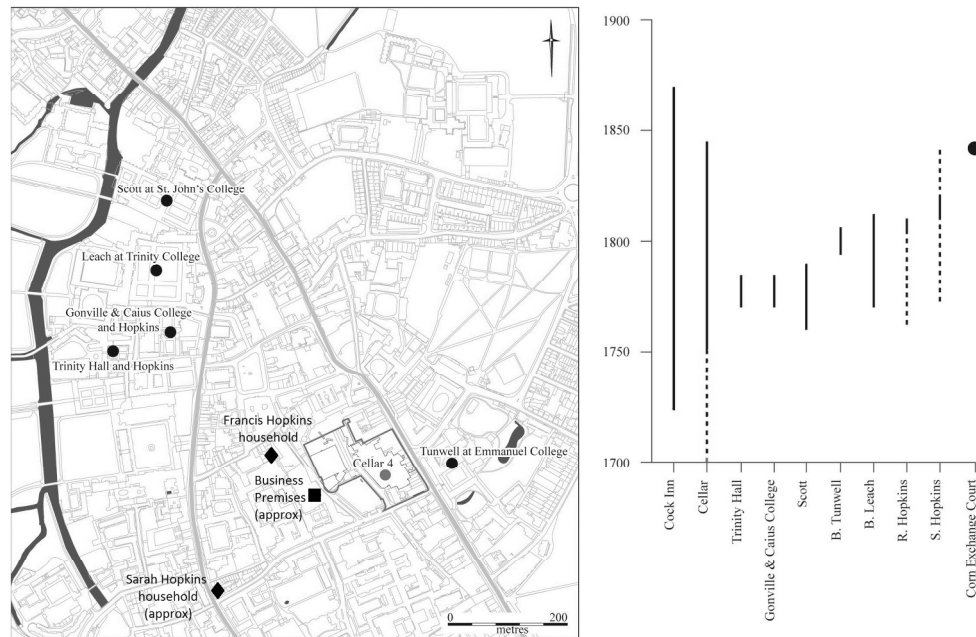 Scott at St. John's College
Leach at Trinity College
Gonville & Caius College
and Hopkins
Trinity Hall and Hopkins
Francis Hopkins
household
Cellar 4
Tunwell at Emmanuel College
Business
Premises
(approx)
Sarah Hopkins
household
(approx)
0
200
metres
1900
1850
1800
1750
1700
Cock Inn
Cellar
Trinity Hall
Gonville & Caius College
Scott
B. Tunwell
B. Leach
R. Hopkins
S. Hopkins
Corn Exchange Court